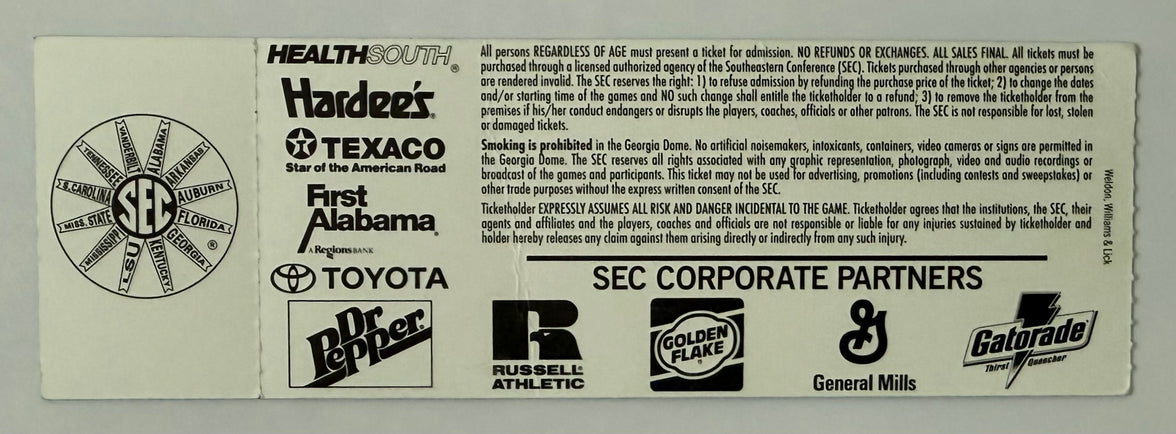 VANDERBILT
ALABAMA
ARKANSAS
AUBURN
FLORIDA
GEORGIA
KENTUCKY
LSU
MISSISSIPPI
MISS. STATE
S. CAROLINA
TENNESSEE
SEC
®
HEALTHSOUTH®
Hardee's®
TEXACO
Star of the American Road
First
Alabama®
A Regions BANK
TOYOTA
Dr
Pepper®
All persons REGARDLESS OF AGE must present a ticket for admission. NO REFUNDS OR EXCHANGES. ALL SALES FINAL. All tickets must be
purchased through a licensed authorized agency of the Southeastern Conference (SEC). Tickets purchased through other agencies or persons
are rendered invalid. The SEC reserves the right: 1) to refuse admission by refunding the purchase price of the ticket; 2) to change the dates
and/or starting time of the games and NO such change shall entitle the ticketholder to a refund; 3) to remove the ticketholder from the
premises if his/her conduct endangers or disrupts the players, coaches, officials or other patrons. The SEC is not responsible for lost, stolen
or damaged tickets.
Smoking is prohibited in the Georgia Dome. No artificial noisemakers, intoxicants, containers, video cameras or signs are permitted in
the Georgia Dome. The SEC reserves all rights associated with any graphic representation, photograph, video and audio recordings or
broadcast of the games and participants. This ticket may not be used for advertising, promotions (including contests and sweepstakes) or
other trade purposes without the express written consent of the SEC.
Ticketholder EXPRESSLY ASSUMES ALL RISK AND DANGER INCIDENTAL TO THE GAME. Ticketholder agrees that the institutions, the SEC, their
agents and affiliates and the players, coaches and officials are not responsible or liable for any injuries sustained by ticketholder and
holder hereby releases any claim against them arising directly or indirectly from any such injury.
Weldon, Williams & Lick
SEC CORPORATE PARTNERS
R
RUSSELL®
ATHLETIC
GOLDEN
FLAKE®
G
General Mills
Gatorade®
Thirst Quencher